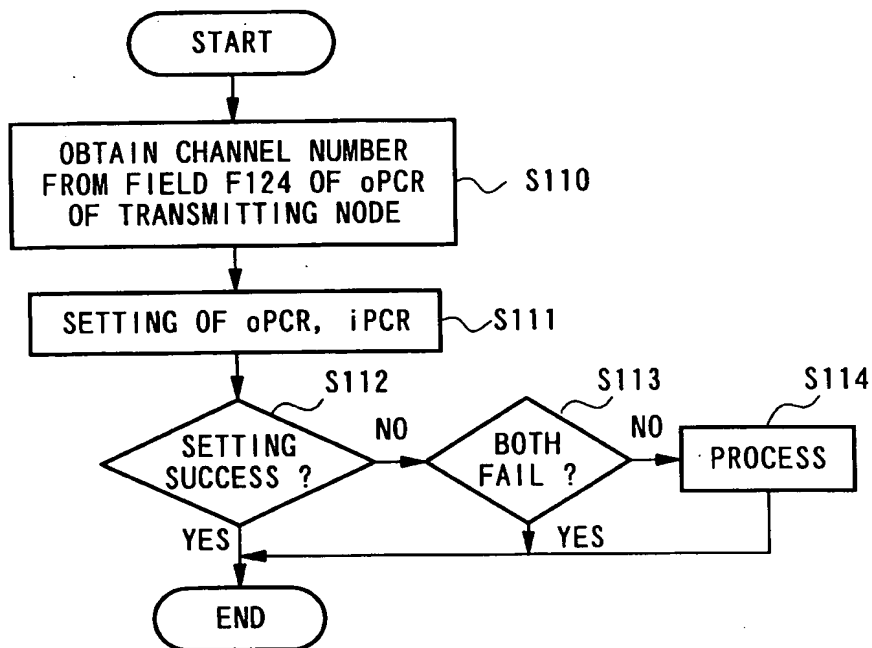 START
OBTAIN CHANNEL NUMBER
FROM FIELD F124 OF oPCR
OF TRANSMITTING NODE
S110
SETTING OF oPCR, iPCR
S111
S112
SETTING
SUCCESS ?
NO
YES
S113
BOTH
FAIL ?
NO
YES
S114
PROCESS
END